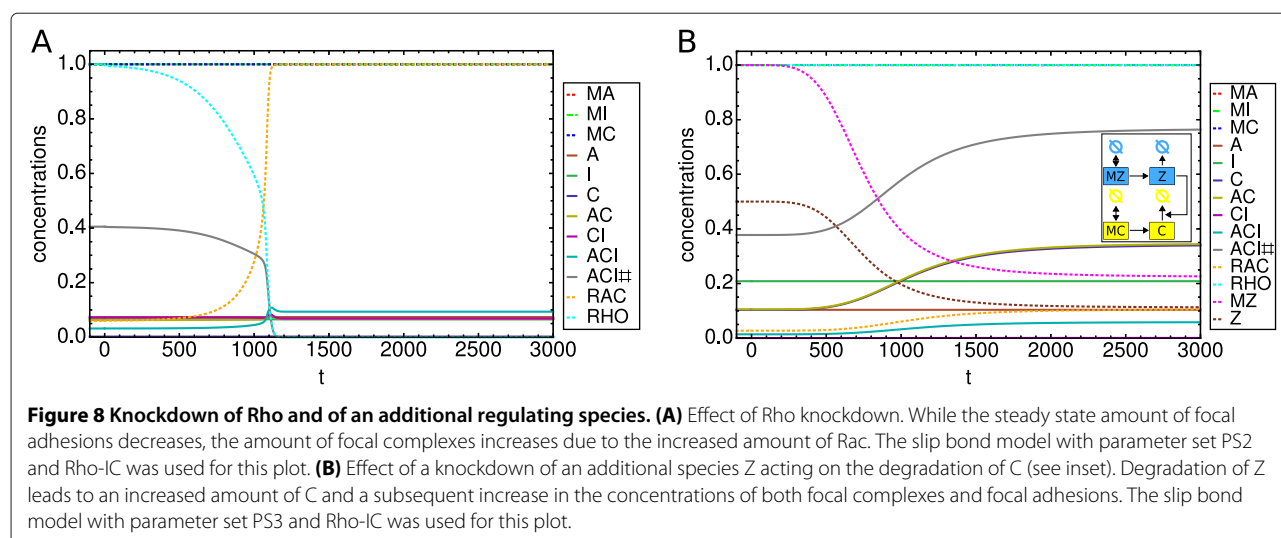 A
B
concentrations
1.0
0.8
0.6
0.4
0.2
0.0
0
500
1000
1500
2000
2500
3000
t
MA
MI
MC
A
I
C
AC
CI
ACI
ACI#
RAC
RHO
concentrations
1.0
0.8
0.6
0.4
0.2
0.0
0
500
1000
1500
2000
2500
3000
t
∅ ∅
MZ Z
∅ ∅
MC C
MA
MI
MC
A
I
C
AC
CI
ACI
ACI#
RAC
RHO
MZ
Z
Figure 8 Knockdown of Rho and of an additional regulating species. (A) Effect of Rho knockdown. While the steady state amount of focal
adhesions decreases, the amount of focal complexes increases due to the increased amount of Rac. The slip bond model with parameter set PS2
and Rho-IC was used for this plot. (B) Effect of a knockdown of an additional species Z acting on the degradation of C (see inset). Degradation of Z
leads to an increased amount of C and a subsequent increase in the concentrations of both focal complexes and focal adhesions. The slip bond
model with parameter set PS3 and Rho-IC was used for this plot.